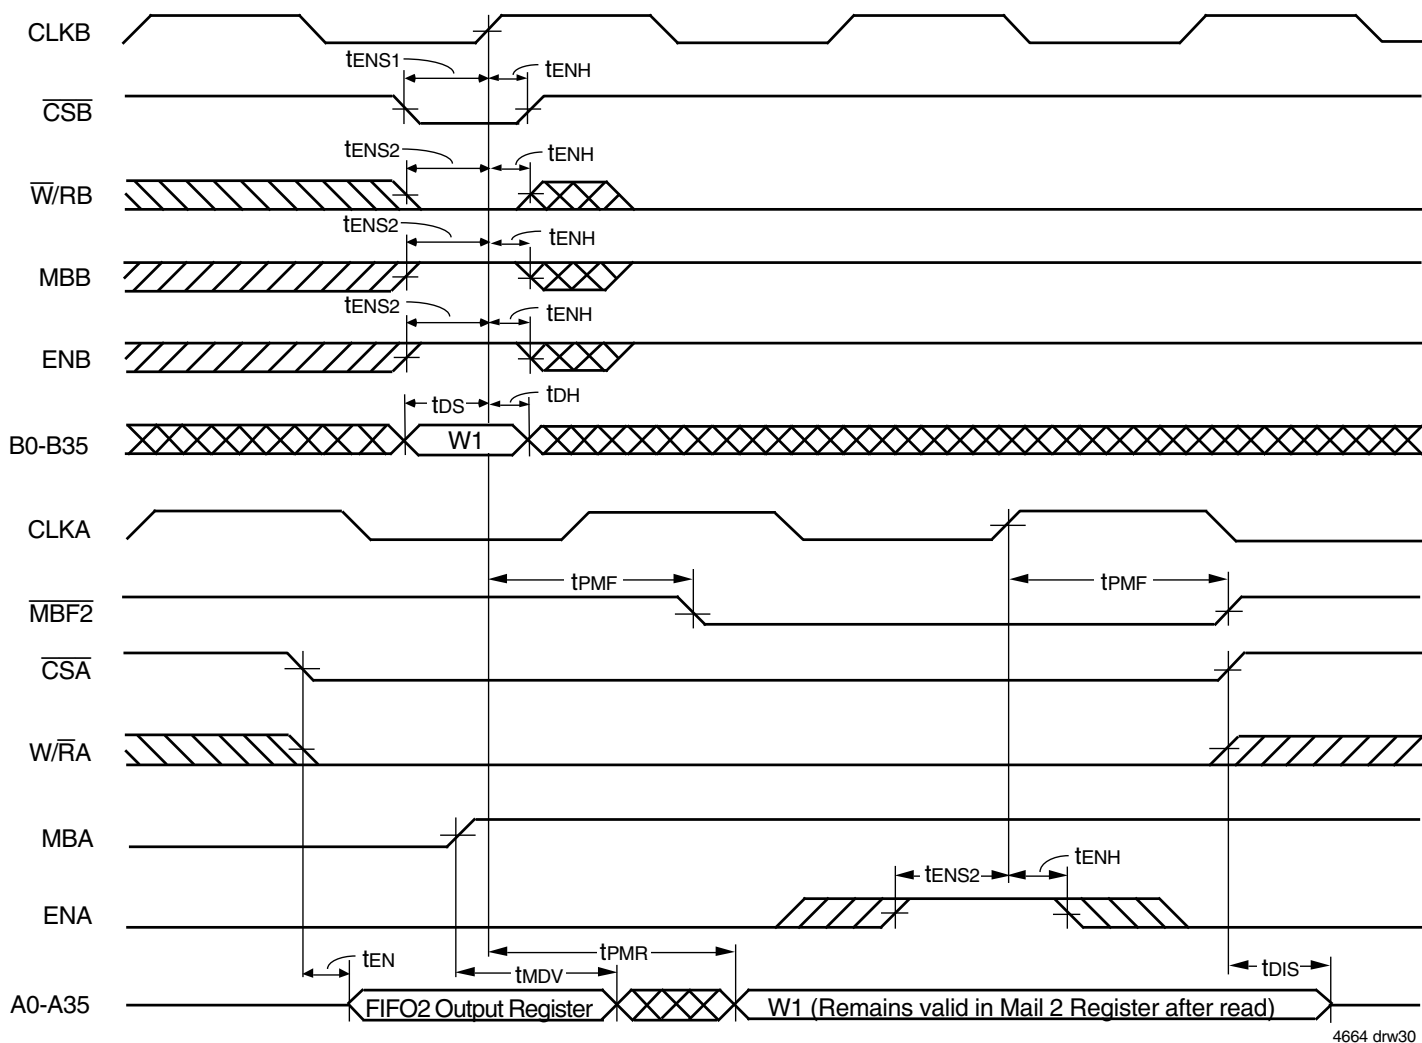 CLKB
tENS1
tENH
CSB
tENS2
tENH
W/RB
tENS2
tENH
MBB
tENS2
tENH
ENB
tDS
tDH
B0-B35
W1
CLKA
tPMF
tPMF
MBF2
CSA
W/RA
MBA
tENS2
tENH
ENA
tEN
tMDV
tPMR
tDIS
A0-A35
FIFO2 Output Register
W1 (Remains valid in Mail 2 Register after read)
4664 drw30